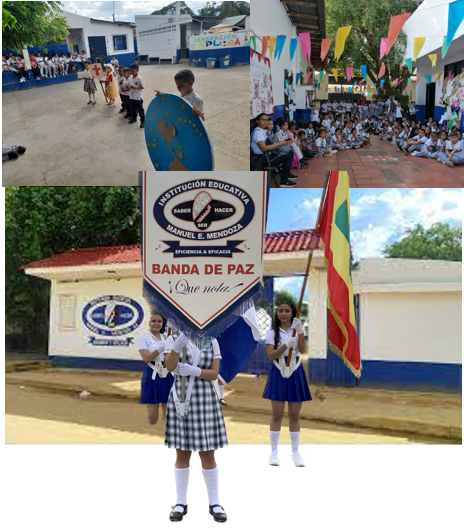 INSTITUCIÓN EDUCATIVA
SABER
HACER
SER
MANUEL E. MENDOZA
EFICIENCIA & EFICACIA
BANDA DE PAZ
¡Que nota!